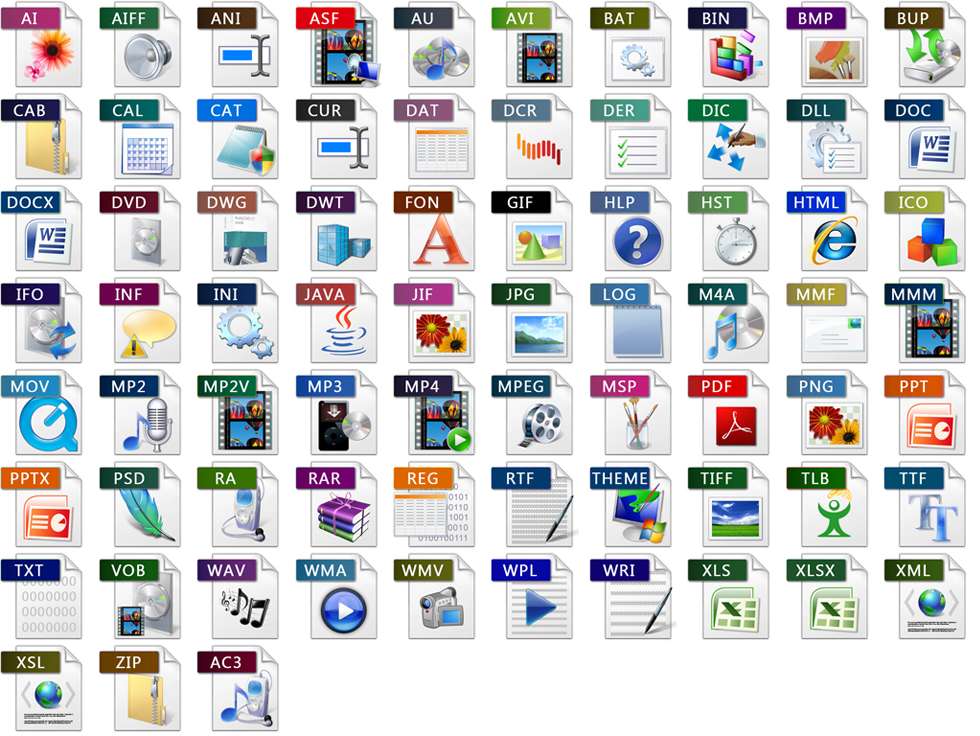 AI AIFF ANI ASF AU AVI BAT BIN BMP BUP
CAB CAL CAT CUR DAT DCR DER DIC DLL DOC
DOCX DVD DWG DWT FON GIF HLP HST HTML ICO
IFO INF INI JAVA JIF JPG LOG M4A MMF MMM
MOV MP2 MP2V MP3 MP4 MPEG MSP PDF PNG PPT
PPTX PSD RA RAR REG RTF THEME TIFF TLB TTF
TXT VOB WAV WMA WMV WPL WRI XLS XLSX XML
XSL ZIP AC3